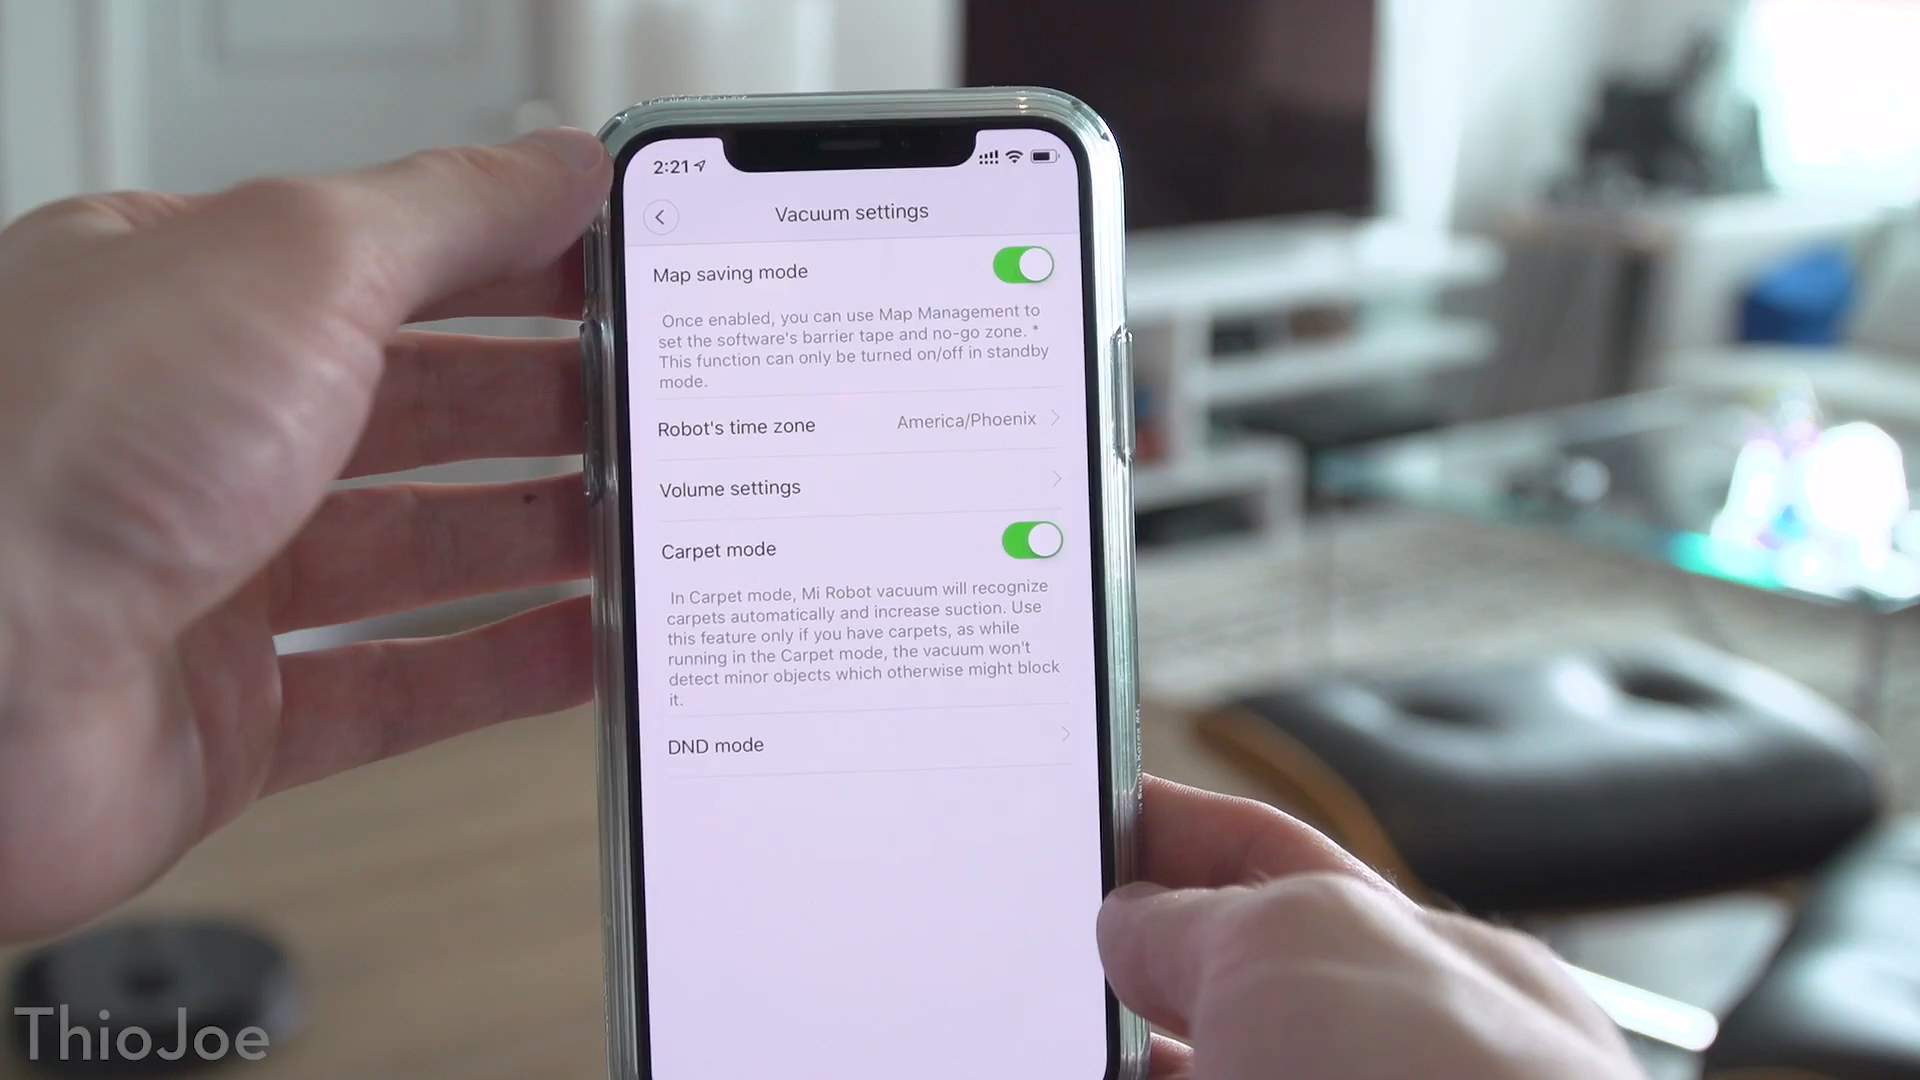 2:21
Vacuum settings
Map saving mode
Once enabled, you can use Map Management to
set the software's barrier tape and no-go zone. *
This function can only be turned on/off in standby
mode.
Robot's time zone America/Phoenix
Volume settings
Carpet mode
In Carpet mode, Mi Robot vacuum will recognize
carpets automatically and increase suction. Use
this feature only if you have carpets, as while
running in the Carpet mode, the vacuum won't
detect minor objects which otherwise might block
it.
DND mode
ThioJoe